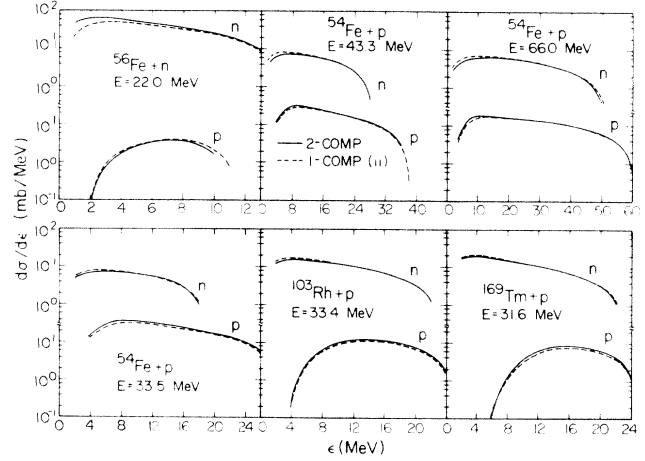 10²
10¹
10⁰
10⁻¹
⁵⁶Fe+n
E=22.0 MeV
n
p
0 2 4 6 8 10 12
⁵⁴Fe+p
E=43.3 MeV
n
p
2-COMP
1-COMP (ii)
0 8 16 24 32 40
⁵⁴Fe+p
E=66.0 MeV
n
p
0 10 20 30 40 50 60
dσ/dε (mb/MeV)
10²
10¹
10⁰
10⁻¹
n
p
⁵⁴Fe+p
E=33.5 MeV
0 4 8 12 16 20 24
¹⁰³Rh+p
E=33.4 MeV
n
p
0 4 8 12 16 20
¹⁶⁹Tm+p
E=31.6 MeV
n
p
0 4 8 12 16 20 24
ε (MeV)